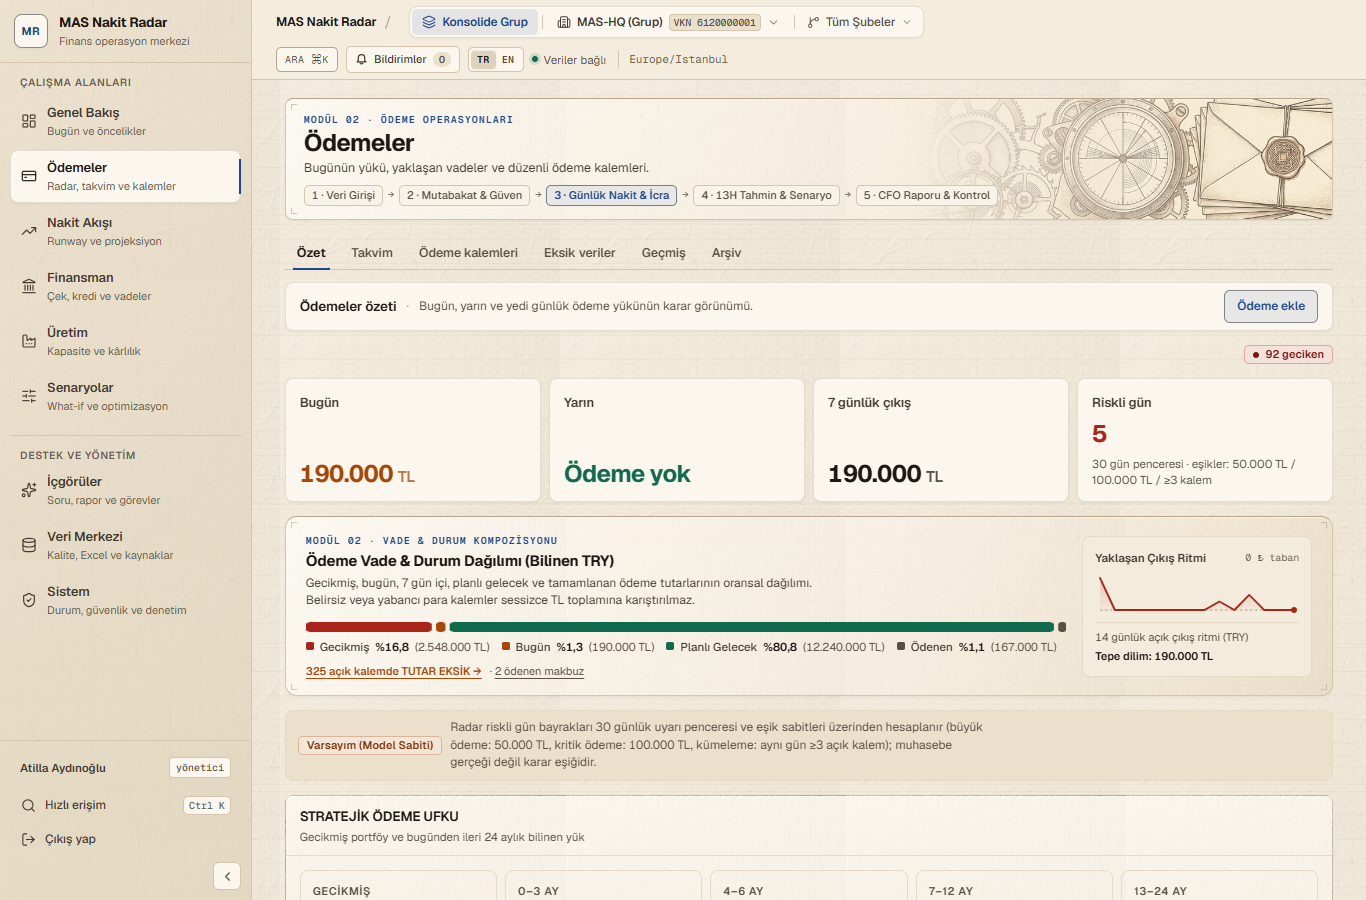 MR
MAS Nakit Radar
Finans operasyon merkezi
ÇALIŞMA ALANLARI
Genel Bakış
Bugün ve öncelikler
Ödemeler
Radar, takvim ve kalemler
Nakit Akışı
Runway ve projeksiyon
Finansman
Çek, kredi ve vadeler
Üretim
Kapasite ve kârlılık
Senaryolar
What-if ve optimizasyon
DESTEK VE YÖNETİM
İçgörüler
Soru, rapor ve görevler
Veri Merkezi
Kalite, Excel ve kaynaklar
Sistem
Durum, güvenlik ve denetim
Atilla Aydınoğlu yönetici
Hızlı erişim Ctrl K
Çıkış yap
MAS Nakit Radar / Konsolide Grup MAS-HQ (Grup) VKN 6120000001 Tüm Şubeler
ARA ⌘K Bildirimler 0 TR EN Veriler bağlı Europe/Istanbul
MODÜL 02 · ÖDEME OPERASYONLARI
Ödemeler
Bugünün yükü, yaklaşan vadeler ve düzenli ödeme kalemleri.
1 · Veri Girişi → 2 · Mutabakat & Güven → 3 · Günlük Nakit & İcra → 4 · 13H Tahmin & Senaryo → 5 · CFO Raporu & Kontrol
Özet Takvim Ödeme kalemleri Eksik veriler Geçmiş Arşiv
Ödemeler özeti · Bugün, yarın ve yedi günlük ödeme yükünün karar görünümü. Ödeme ekle
92 geciken
Bugün
190.000 TL
Yarın
Ödeme yok
7 günlük çıkış
190.000 TL
Riskli gün
5
30 gün penceresi · eşikler: 50.000 TL /
100.000 TL / ≥3 kalem
MODÜL 02 · VADE & DURUM KOMPOZİSYONU
Ödeme Vade & Durum Dağılımı (Bilinen TRY)
Gecikmiş, bugün, 7 gün içi, planlı gelecek ve tamamlanan ödeme tutarlarının oransal dağılımı.
Belirsiz veya yabancı para kalemler sessizce TL toplamına karıştırılmaz.
Gecikmiş %16,8 (2.548.000 TL) Bugün %1,3 (190.000 TL) Planlı Gelecek %80,8 (12.240.000 TL) Ödenen %1,1 (167.000 TL)
325 açık kalemde TUTAR EKSİK → · 2 ödenen makbuz
Yaklaşan Çıkış Ritmi 0 ₺ taban
14 günlük açık çıkış ritmi (TRY)
Tepe dilim: 190.000 TL
Varsayım (Model Sabiti)
Radar riskli gün bayrakları 30 günlük uyarı penceresi ve eşik sabitleri üzerinden hesaplanır (büyük
ödeme: 50.000 TL, kritik ödeme: 100.000 TL, kümeleme: aynı gün ≥3 açık kalem); muhasebe
gerçeği değil karar eşiğidir.
STRATEJİK ÖDEME UFKU
Gecikmiş portföy ve bugünden ileri 24 aylık bilinen yük
GECİKMİŞ 0–3 AY 4–6 AY 7–12 AY 13–24 AY